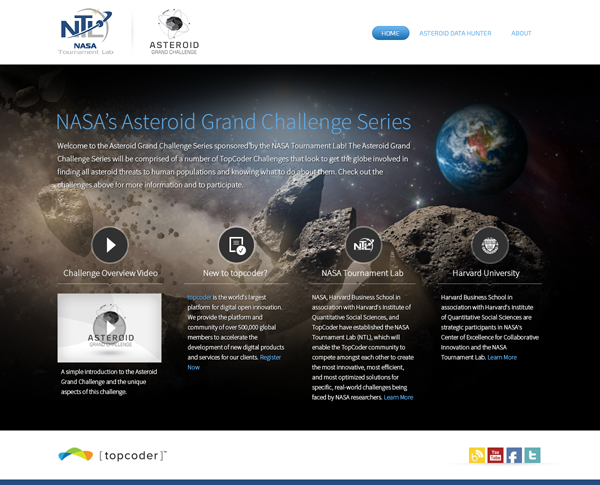 NTL
NASA
Tournament Lab
ASTEROID
GRAND CHALLENGE
HOME
ASTEROID DATA HUNTER
ABOUT
NASA's Asteroid Grand Challenge Series
Welcome to the Asteroid Grand Challenge Series sponsored by the NASA Tournament Lab! The Asteroid Grand
Challenge Series will be comprised of a number of TopCoder Challenges that look to get the globe involved in
finding all asteroid threats to human populations and knowing what to do about them. Check out the
challenges above for more information and to participate.
Challenge Overview Video
ASTEROID
GRAND CHALLENGE
A simple introduction to the Asteroid
Grand Challenge and the unique
aspects of this challenge.
New to topcoder?
topcoder is the world's largest
platform for digital open innovation.
We provide the platform and
community of over 500,000 global
members to accelerate the
development of new digital products
and services for our clients. Register
Now
NTL
NASA Tournament Lab
NASA, Harvard Business School in
association with Harvard's Institute of
Quantitative Social Sciences, and
TopCoder have established the NASA
Tournament Lab (NTL), which will
enable the TopCoder community to
compete amongst each other to create
the most innovative, most efficient,
and most optimized solutions for
specific, real-world challenges being
faced by NASA researchers. Learn More
Harvard University
Harvard Business School in
association with Harvard's Institute
of Quantitative Social Sciences are
strategic participants in NASA's
Center of Excellence for Collaborative
Innovation and the NASA
Tournament Lab. Learn More
[topcoder]™
You
Tube
f
t